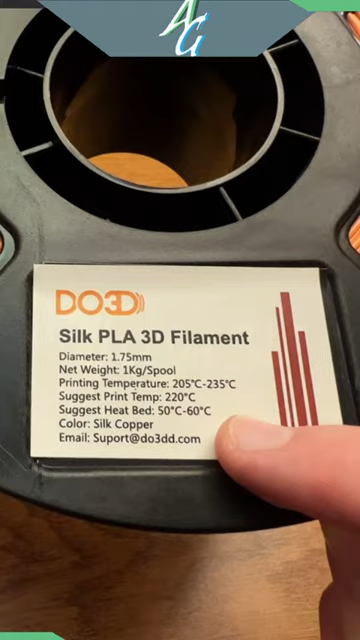 AG
DO3D
Silk PLA 3D Filament
Diameter: 1.75mm
Net Weight: 1Kg/Spool
Printing Temperature: 205°C-235°C
Suggest Print Temp: 220°C
Suggest Heat Bed: 50°C-60°C
Color: Silk Copper
Email: Suport@do3dd.com